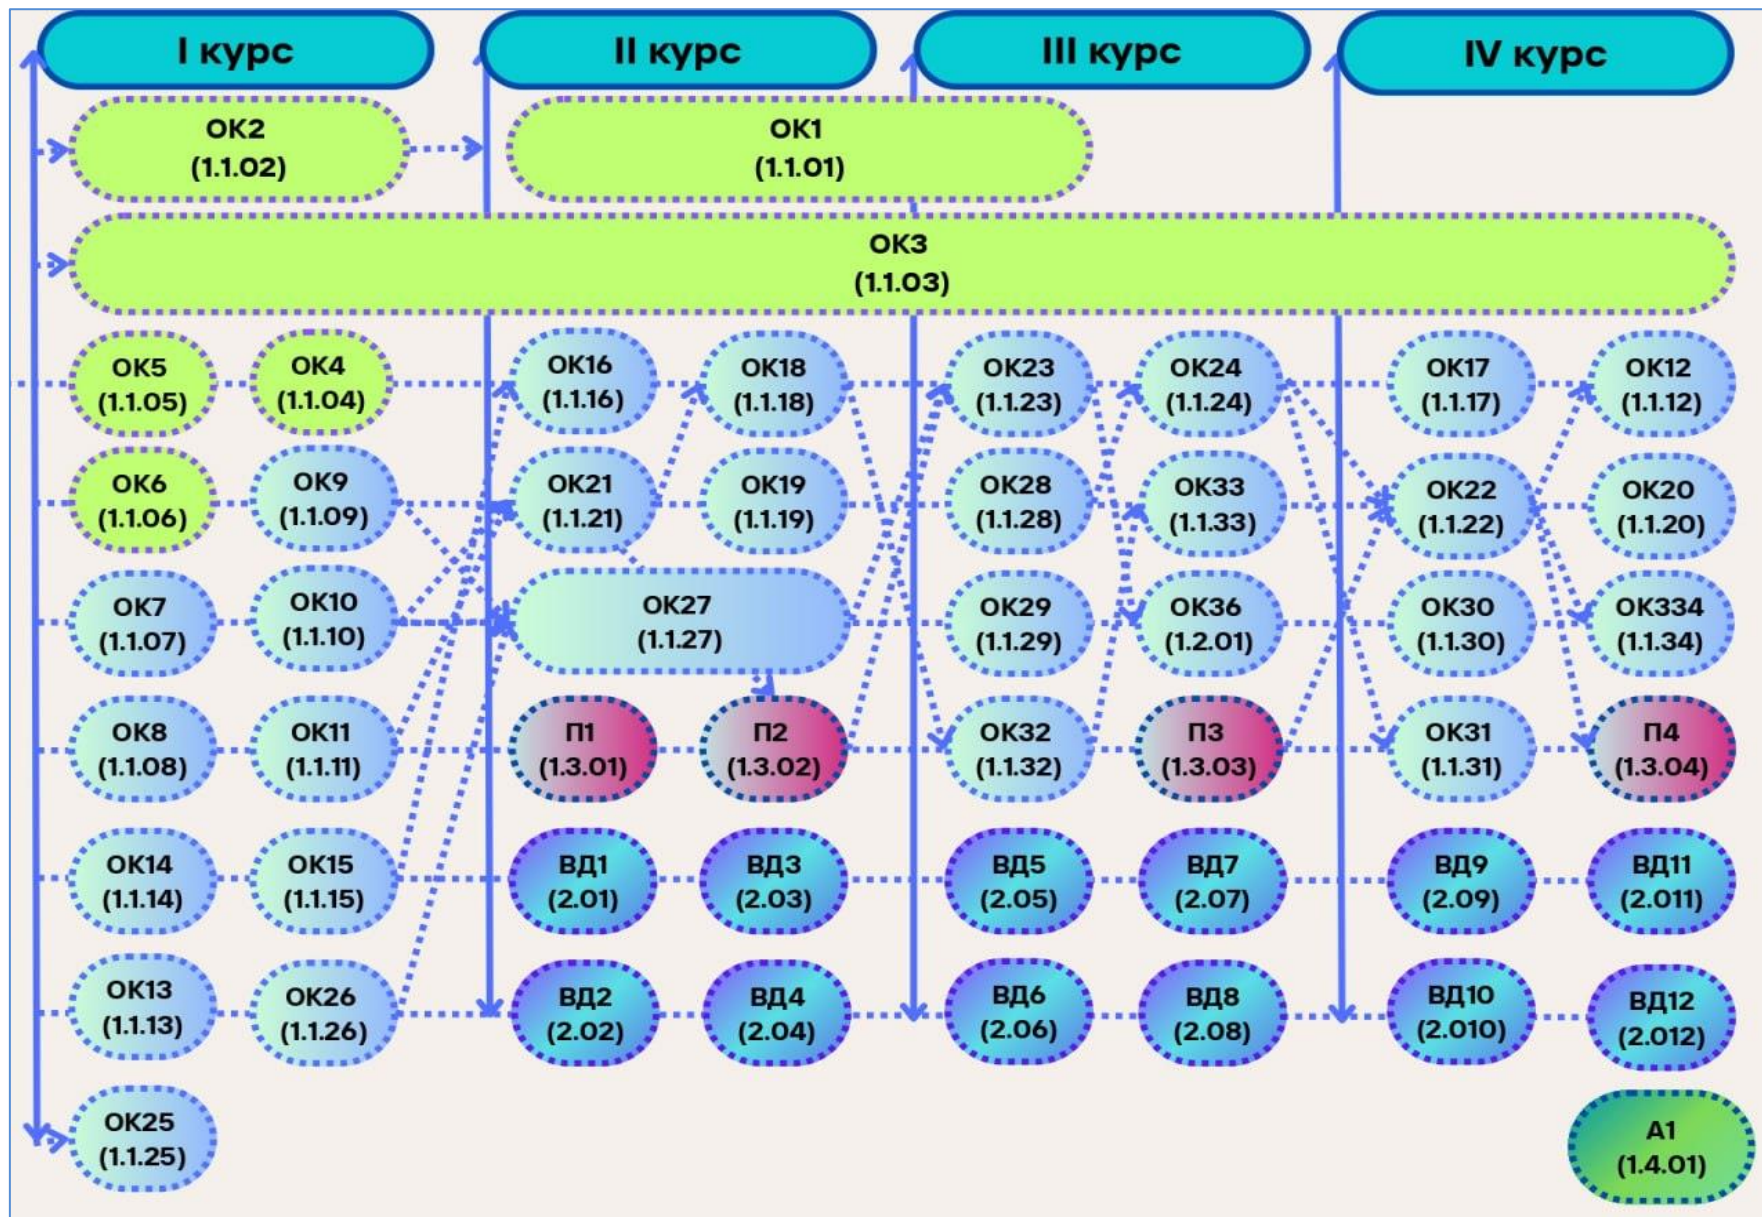 I курс
II курс
III курс
IV курс
ОК2
(1.1.02)
ОК1
(1.1.01)
ОК3
(1.1.03)
ОК5
(1.1.05)
ОК4
(1.1.04)
ОК16
(1.1.16)
ОК18
(1.1.18)
ОК23
(1.1.23)
ОК24
(1.1.24)
ОК17
(1.1.17)
ОК12
(1.1.12)
ОК6
(1.1.06)
ОК9
(1.1.09)
ОК21
(1.1.21)
ОК19
(1.1.19)
ОК28
(1.1.28)
ОК33
(1.1.33)
ОК22
(1.1.22)
ОК20
(1.1.20)
ОК7
(1.1.07)
ОК10
(1.1.10)
ОК27
(1.1.27)
ОК29
(1.1.29)
ОК36
(1.2.01)
ОК30
(1.1.30)
ОК334
(1.1.34)
ОК8
(1.1.08)
ОК11
(1.1.11)
П1
(1.3.01)
П2
(1.3.02)
ОК32
(1.1.32)
П3
(1.3.03)
ОК31
(1.1.31)
П4
(1.3.04)
ОК14
(1.1.14)
ОК15
(1.1.15)
ВД1
(2.01)
ВД3
(2.03)
ВД5
(2.05)
ВД7
(2.07)
ВД9
(2.09)
ВД11
(2.011)
ОК13
(1.1.13)
ОК26
(1.1.26)
ВД2
(2.02)
ВД4
(2.04)
ВД6
(2.06)
ВД8
(2.08)
ВД10
(2.010)
ВД12
(2.012)
ОК25
(1.1.25)
А1
(1.4.01)